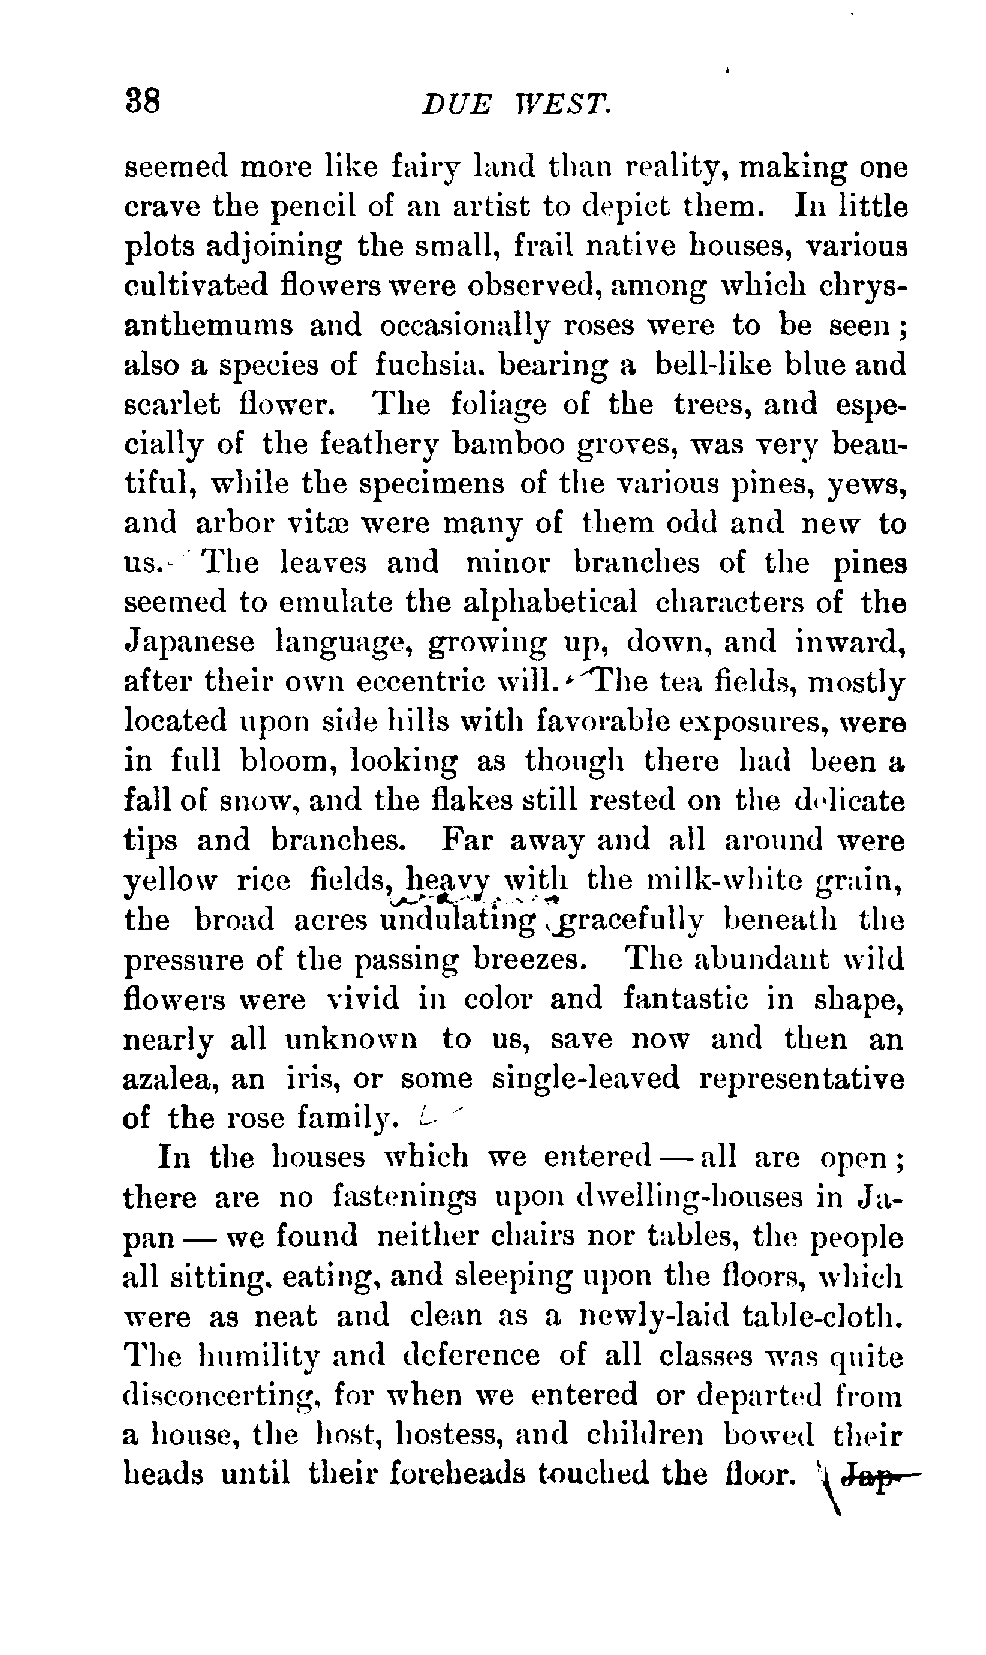 38 DUE WEST.
seemed more like fairy land than reality, making one
crave the pencil of an artist to depict them. In little
plots adjoining the small, frail native houses, various
cultivated flowers were observed, among which chrys-
anthemums and occasionally roses were to be seen ;
also a species of fuchsia. bearing a bell-like blue and
scarlet flower. The foliage of the trees, and espe-
cially of the feathery bamboo groves, was very beau-
tiful, while the specimens of the various pines, yews,
and arbor vitæ were many of them odd and new to
us. The leaves and minor branches of the pines
seemed to emulate the alphabetical characters of the
Japanese language, growing up, down, and inward,
after their own eccentric will. The tea fields, mostly
located upon side hills with favorable exposures, were
in full bloom, looking as though there had been a
fall of snow, and the flakes still rested on the delicate
tips and branches. Far away and all around were
yellow rice fields, heavy with the milk-white grain,
the broad acres undulating gracefully beneath the
pressure of the passing breezes. The abundant wild
flowers were vivid in color and fantastic in shape,
nearly all unknown to us, save now and then an
azalea, an iris, or some single-leaved representative
of the rose family.
In the houses which we entered — all are open ;
there are no fastenings upon dwelling-houses in Ja-
pan — we found neither chairs nor tables, the people
all sitting, eating, and sleeping upon the floors, which
were as neat and clean as a newly-laid table-cloth.
The humility and deference of all classes was quite
disconcerting, for when we entered or departed from
a house, the host, hostess, and children bowed their
heads until their foreheads touched the floor. Jap-